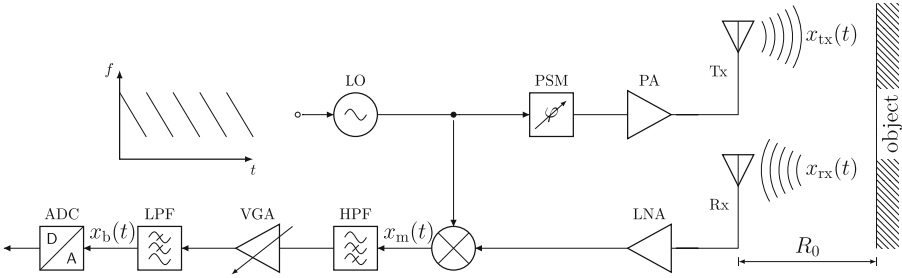 f
t
LO
PSM
φ
PA
Tx
x_tx(t)
object
x_rx(t)
Rx
R_0
ADC
D
A
x_b(t)
LPF
VGA
HPF
x_m(t)
LNA